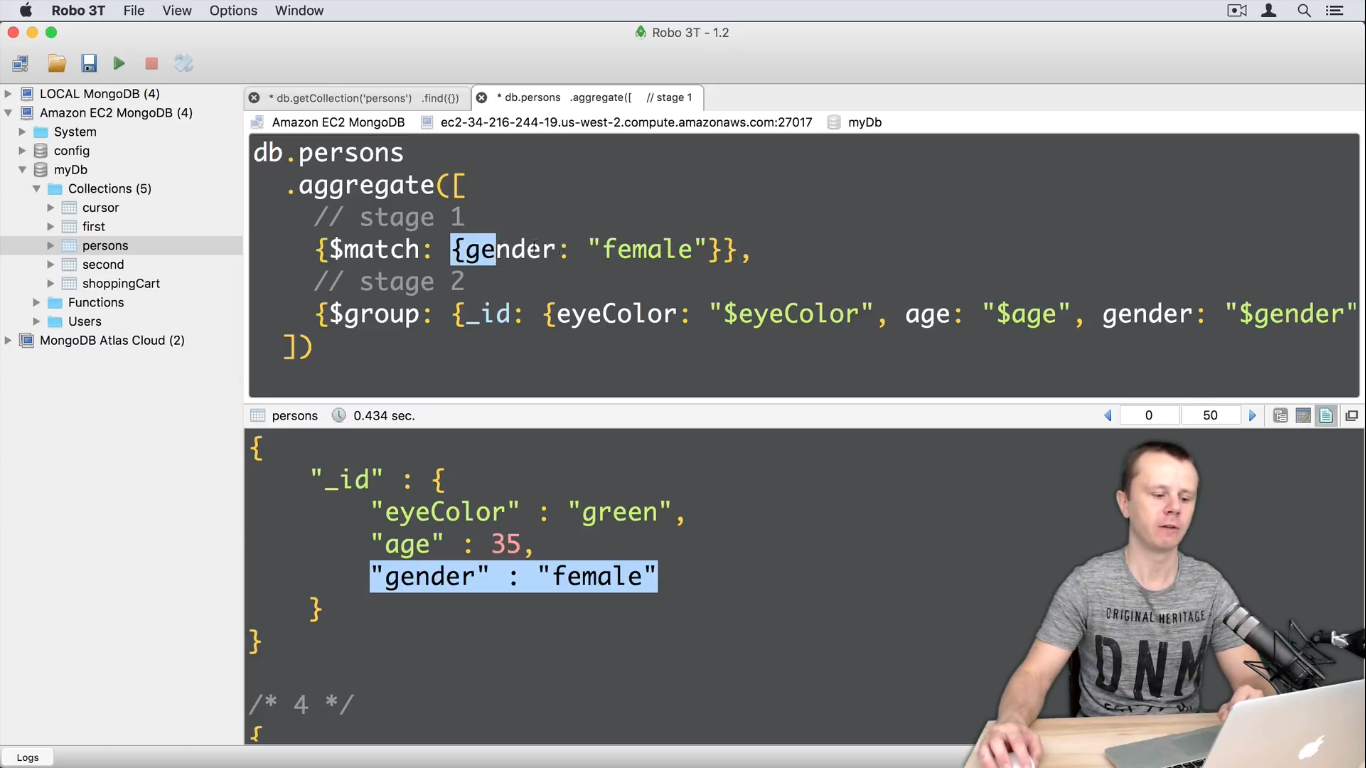 Robo 3T File View Options Window
Robo 3T - 1.2
LOCAL MongoDB (4)
Amazon EC2 MongoDB (4)
System
config
myDb
Collections (5)
cursor
first
persons
second
shoppingCart
Functions
Users
MongoDB Atlas Cloud (2)
* db.getCollection('persons') .find({})
* db.persons .aggregate([ // stage 1
Amazon EC2 MongoDB ec2-34-216-244-19.us-west-2.compute.amazonaws.com:27017 myDb
db.persons
.aggregate([
// stage 1
{$match: {gender: "female"}},
// stage 2
{$group: {_id: {eyeColor: "$eyeColor", age: "$age", gender: "$gender"
])
persons 0.434 sec. 0 50
{
"_id" : {
"eyeColor" : "green",
"age" : 35,
"gender" : "female"
}
}
/* 4 */
{
ORIGINAL HERITAGE
DNM
Logs